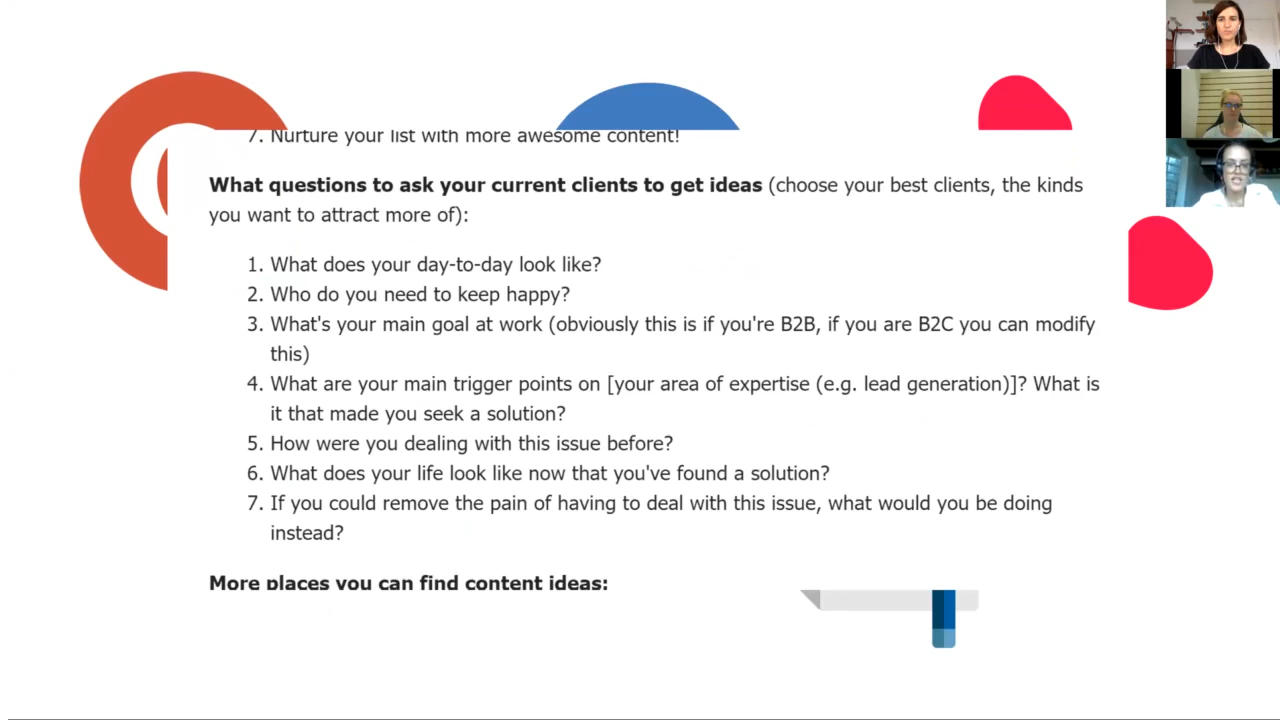 7. Nurture your list with more awesome content!
What questions to ask your current clients to get ideas (choose your best clients, the kinds
you want to attract more of):
1. What does your day-to-day look like?
2. Who do you need to keep happy?
3. What's your main goal at work (obviously this is if you're B2B, if you are B2C you can modify
this)
4. What are your main trigger points on [your area of expertise (e.g. lead generation)]? What is
it that made you seek a solution?
5. How were you dealing with this issue before?
6. What does your life look like now that you've found a solution?
7. If you could remove the pain of having to deal with this issue, what would you be doing
instead?
More places you can find content ideas: